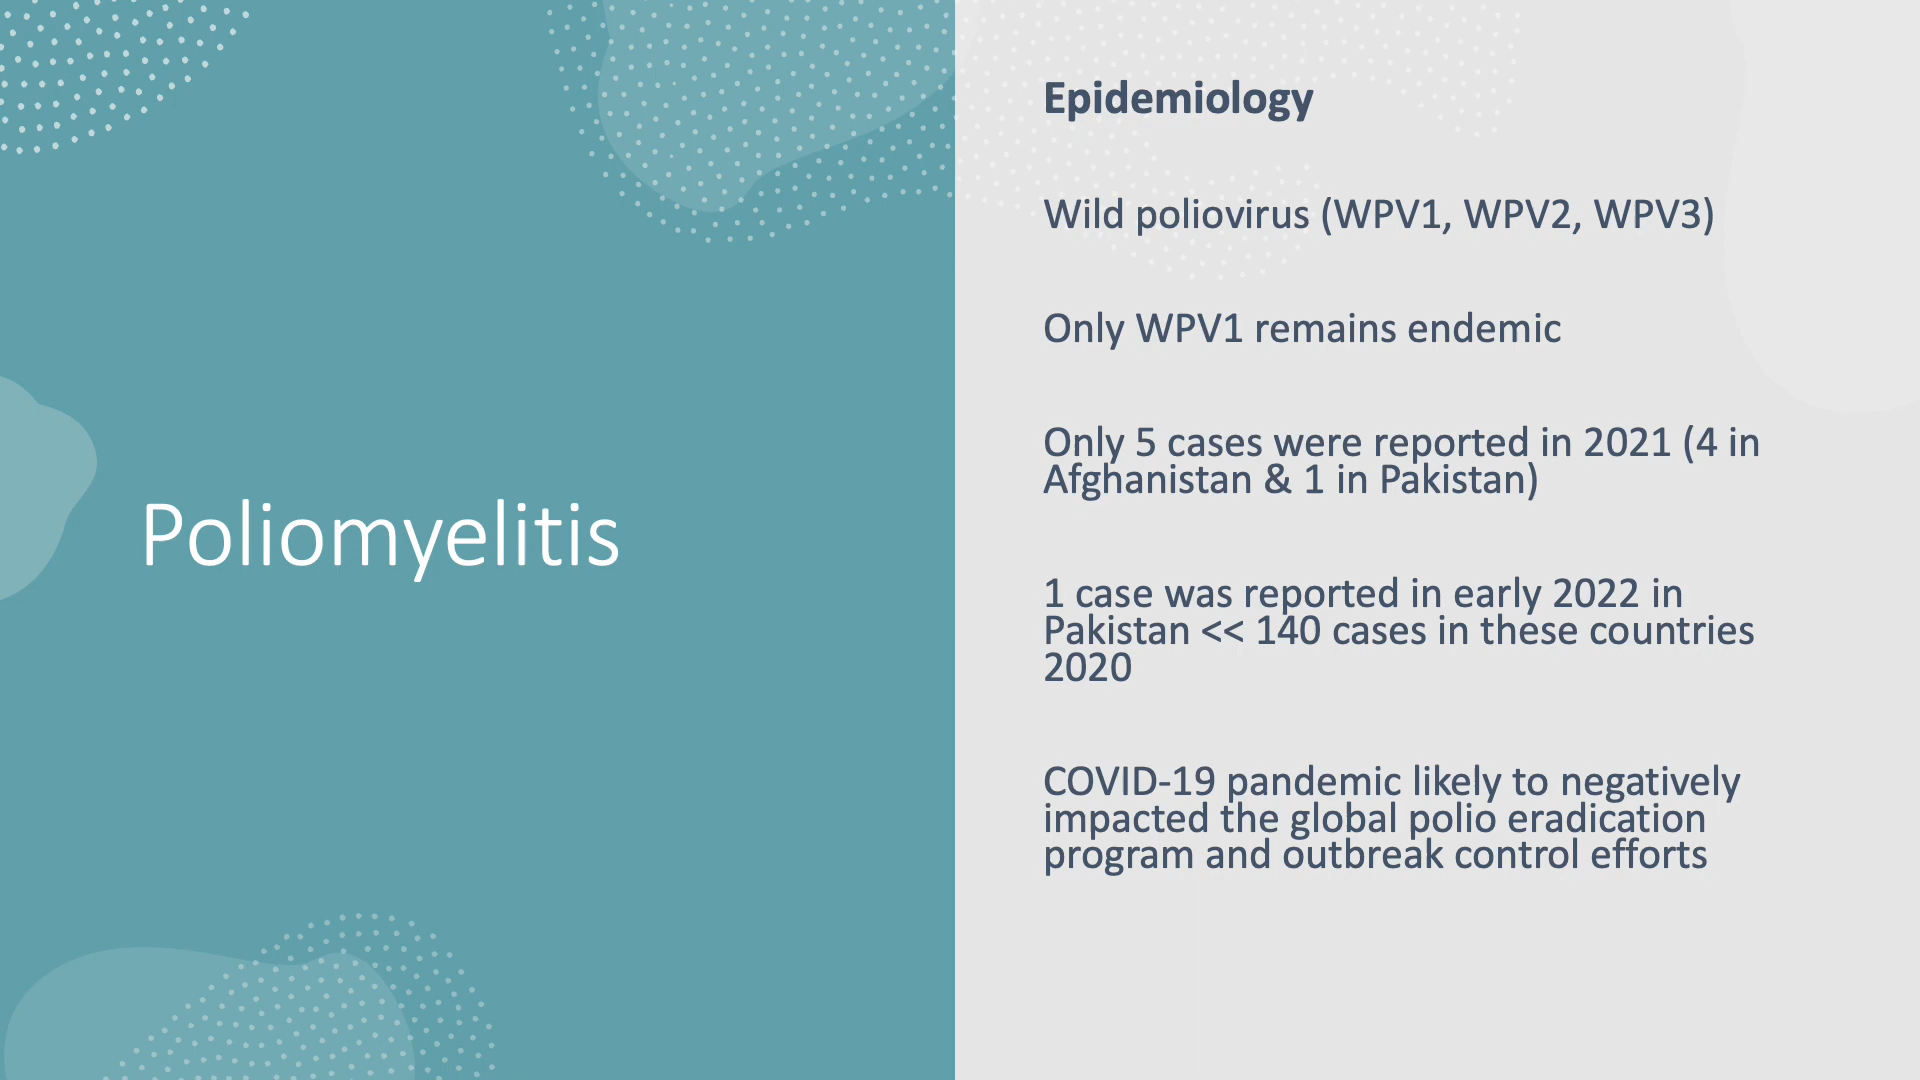 Poliomyelitis
Epidemiology
Wild poliovirus (WPV1, WPV2, WPV3)
Only WPV1 remains endemic
Only 5 cases were reported in 2021 (4 in
Afghanistan & 1 in Pakistan)
1 case was reported in early 2022 in
Pakistan << 140 cases in these countries
2020
COVID-19 pandemic likely to negatively
impacted the global polio eradication
program and outbreak control efforts